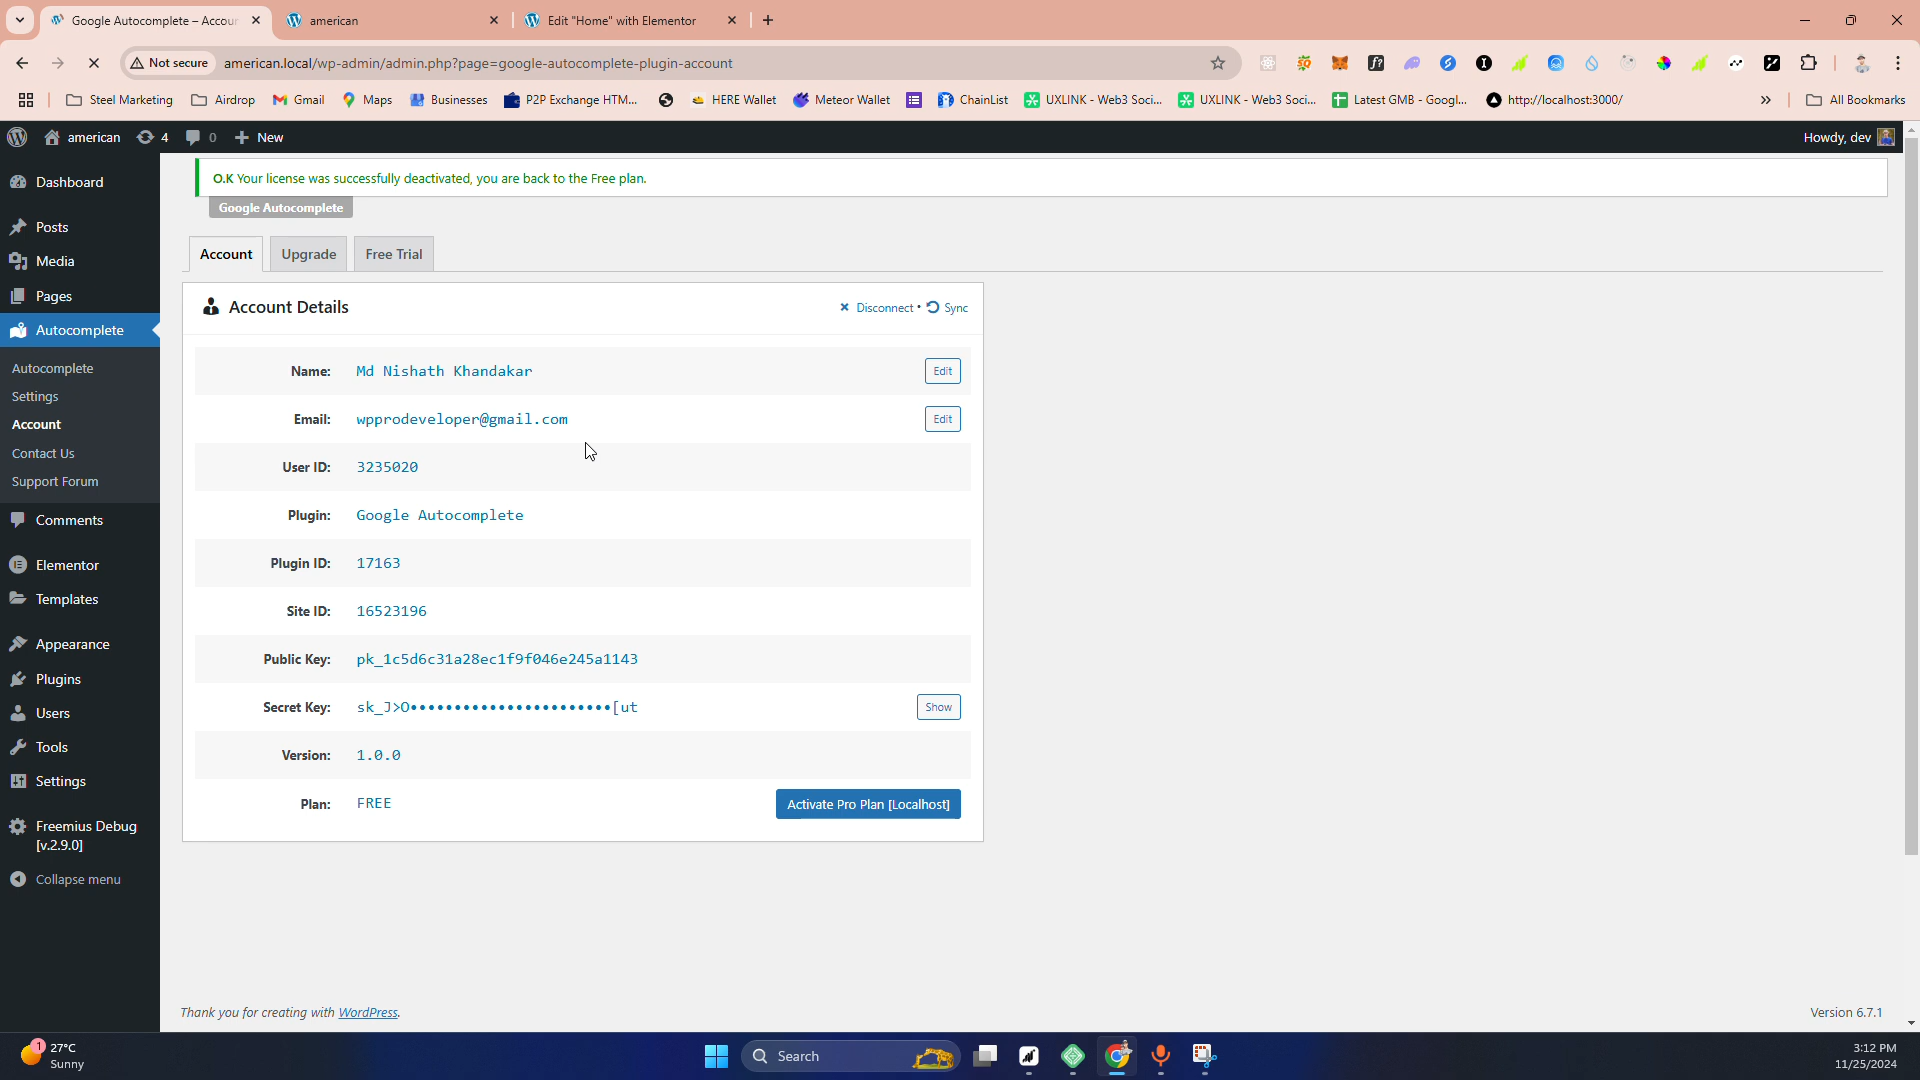 Google Autocomplete – Accoun
american
Edit "Home" with Elementor
Not secure
american.local/wp-admin/admin.php?page=google-autocomplete-plugin-account
Steel Marketing
Airdrop
Gmail
Maps
Businesses
P2P Exchange HTM...
HERE Wallet
Meteor Wallet
ChainList
UXLINK - Web3 Soci...
UXLINK - Web3 Soci...
Latest GMB - Googl...
http://localhost:3000/
»
All Bookmarks
american
4
0
New
Howdy, dev
Dashboard
Posts
Media
Pages
Autocomplete
Autocomplete
Settings
Account
Contact Us
Support Forum
Comments
Elementor
Templates
Appearance
Plugins
Users
Tools
Settings
Freemius Debug
[v.2.9.0]
Collapse menu
O.K Your license was successfully deactivated, you are back to the Free plan.
Google Autocomplete
Account
Upgrade
Free Trial
Account Details
Disconnect •
Sync
Name: Md Nishath Khandakar Edit
Email: wpprodeveloper@gmail.com Edit
User ID: 3235020
Plugin: Google Autocomplete
Plugin ID: 17163
Site ID: 16523196
Public Key: pk_1c5d6c31a28ec1f9f046e245a1143
Secret Key: sk_J>O•••••••••••••••••••••••[ut Show
Version: 1.0.0
Plan: FREE Activate Pro Plan [Localhost]
Thank you for creating with WordPress.
Version 6.7.1
1
27°C
Sunny
Search
3:12 PM
11/25/2024